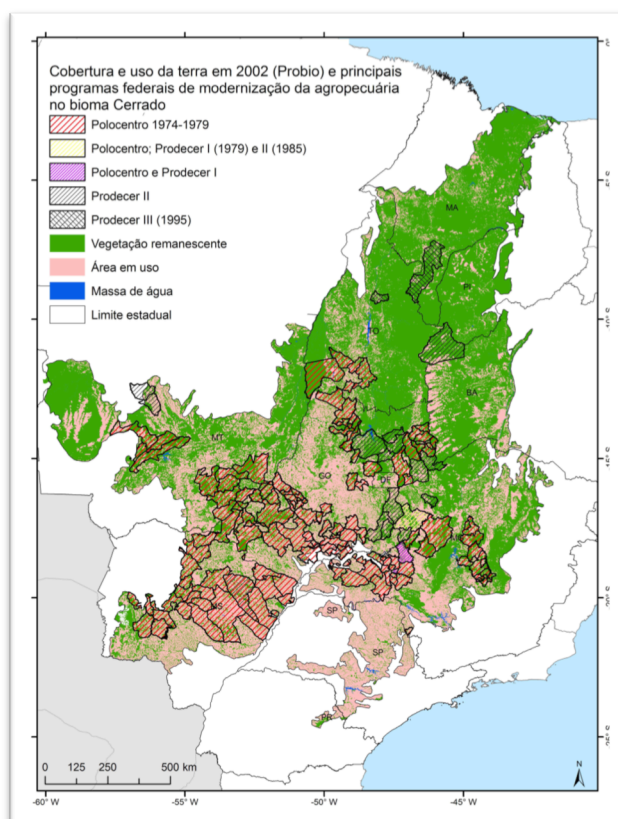 Cobertura e uso da terra em 2002 (Probio) e principais
programas federais de modernização da agropecuária
no bioma Cerrado
Polocentro 1974-1979
Polocentro; Prodecer I (1979) e II (1985)
Polocentro e Prodecer I
Prodecer II
Prodecer III (1995)
Vegetação remanescente
Área em uso
Massa de água
Limite estadual
MA
PI
TO
BA
MT
GO
DF
MG
MS
SP
SP
PR
0 125 250 500 km
N
-60° W -55° W -50° W -45° W